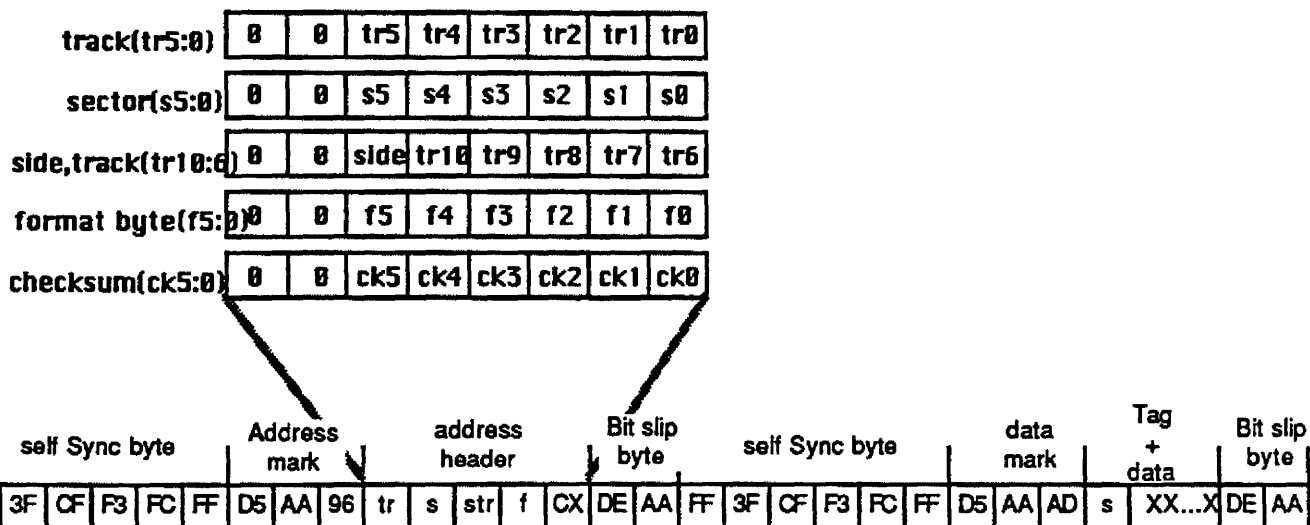 track(tr5:0) 0 0 tr5 tr4 tr3 tr2 tr1 tr0
sector(s5:0) 0 0 s5 s4 s3 s2 s1 s0
side,track(tr10:6) 0 0 side tr10 tr9 tr8 tr7 tr6
format byte(f5:0) 0 0 f5 f4 f3 f2 f1 f0
checksum(ck5:0) 0 0 ck5 ck4 ck3 ck2 ck1 ck0
self Sync byte
Address
mark
address
header
Bit slip
byte
self Sync byte
data
mark
Tag
+
data
Bit slip
byte
3F CF F3 FC FF D5 AA 96 tr s str f CX DE AA FF 3F CF F3 FC FF D5 AA AD s XX...X DE AA